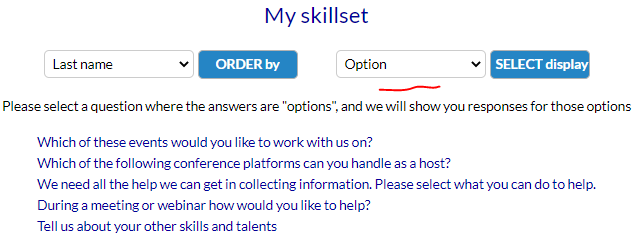 My skillset
Last name ORDER by Option SELECT display
Please select a question where the answers are "options", and we will show you responses for those options
Which of these events would you like to work with us on?
Which of the following conference platforms can you handle as a host?
We need all the help we can get in collecting information. Please select what you can do to help.
During a meeting or webinar how would you like to help?
Tell us about your other skills and talents